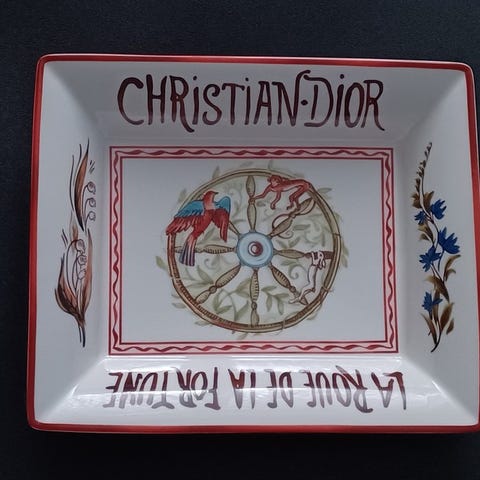 CHRiSTiAN·DiOR
LA ROUE DE LA FORTUNE